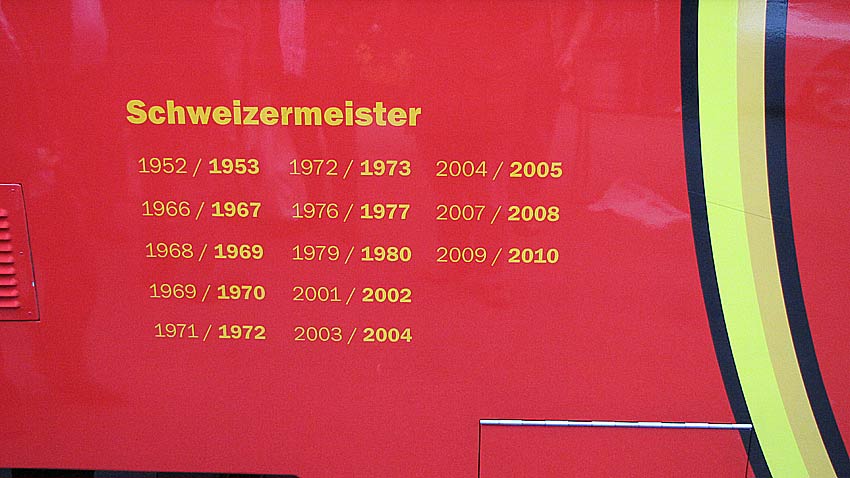 Schweizermeister
1952 / 1953 1972 / 1973 2004 / 2005
1966 / 1967 1976 / 1977 2007 / 2008
1968 / 1969 1979 / 1980 2009 / 2010
1969 / 1970 2001 / 2002
1971 / 1972 2003 / 2004